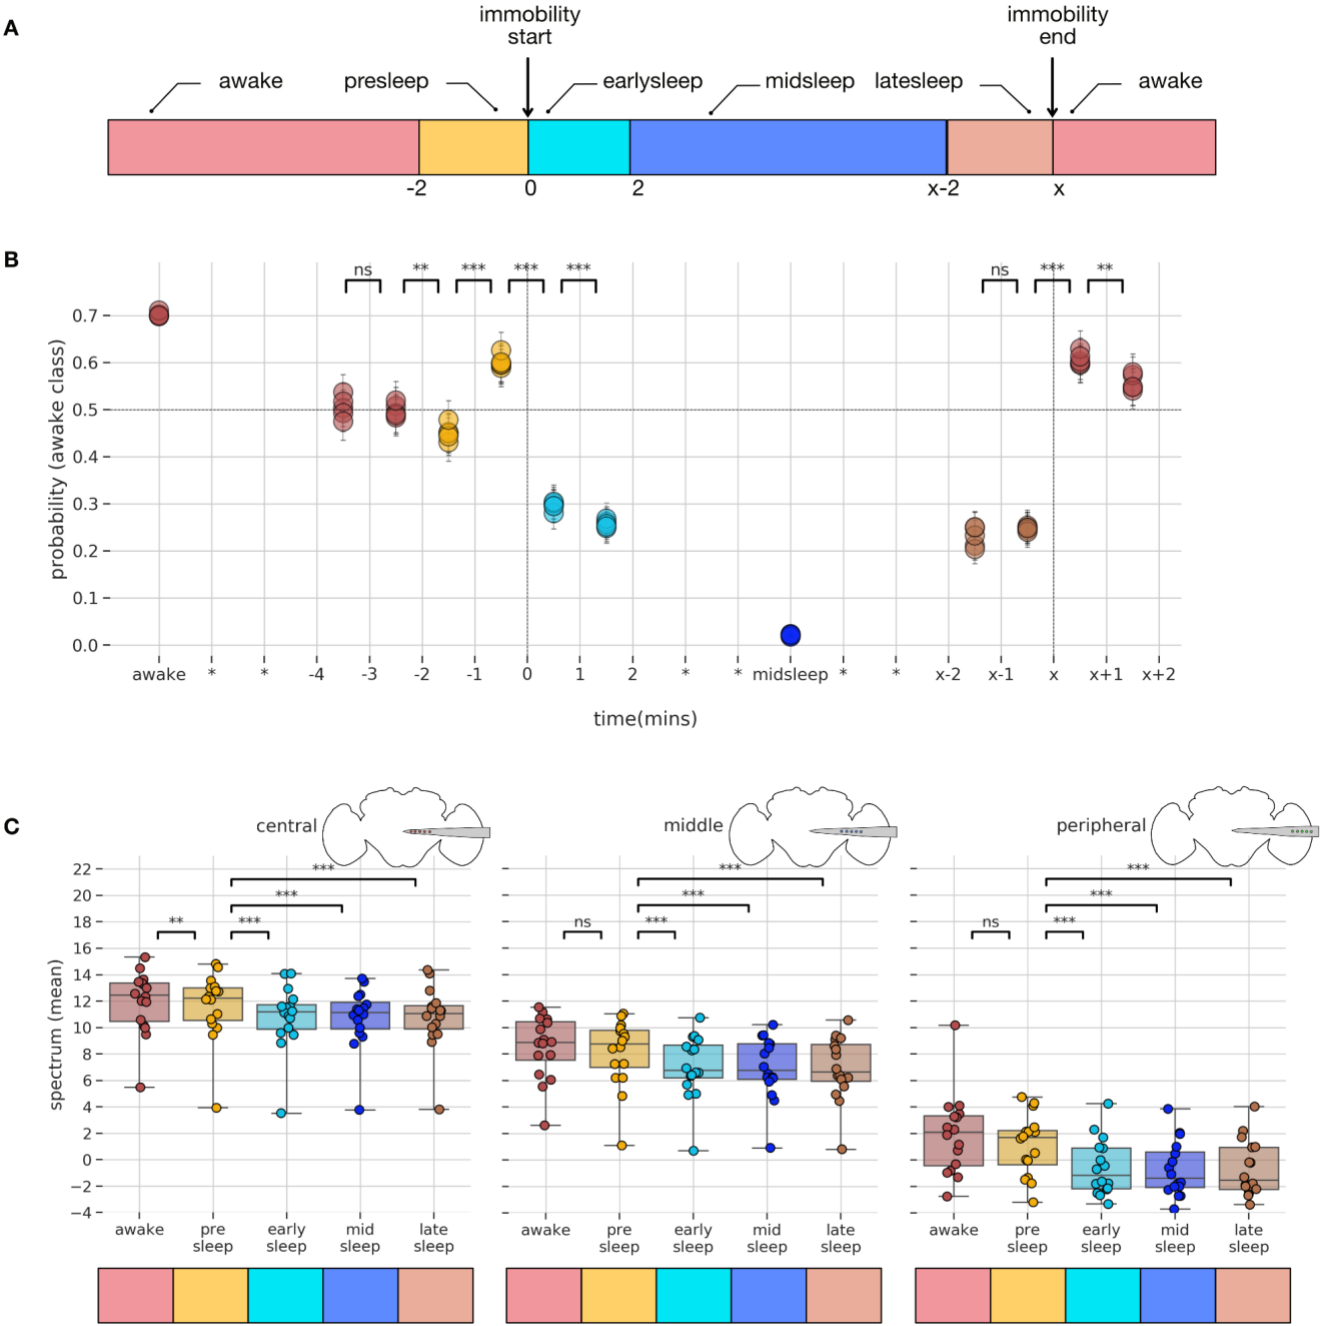 A
immobility
start
immobility
end
awake
presleep
earlysleep
midsleep
latesleep
awake
-2
0
2
x-2
x
B
ns
**
***
***
***
ns
***
**
0.7
0.6
0.5
0.4
0.3
0.2
0.1
0.0
probability (awake class)
awake * * -4 -3 -2 -1 0 1 2 * * midsleep * * x-2 x-1 x x+1 x+2
time(mins)
C
central
middle
peripheral
***
***
**
***
***
***
ns
***
***
***
ns
***
22
20
18
16
14
12
10
8
6
4
2
0
−2
−4
spectrum (mean)
awake
pre
sleep
early
sleep
mid
sleep
late
sleep
awake
pre
sleep
early
sleep
mid
sleep
late
sleep
awake
pre
sleep
early
sleep
mid
sleep
late
sleep